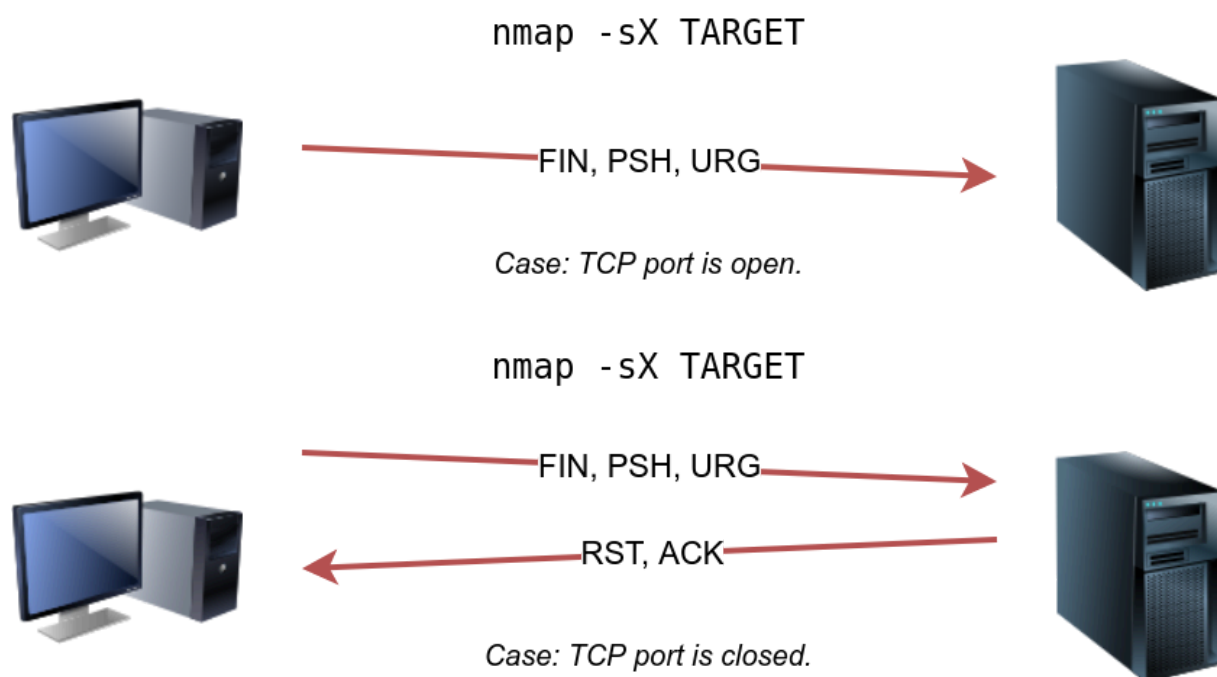 nmap -sX TARGET
FIN, PSH, URG
Case: TCP port is open.
nmap -sX TARGET
FIN, PSH, URG
RST, ACK
Case: TCP port is closed.